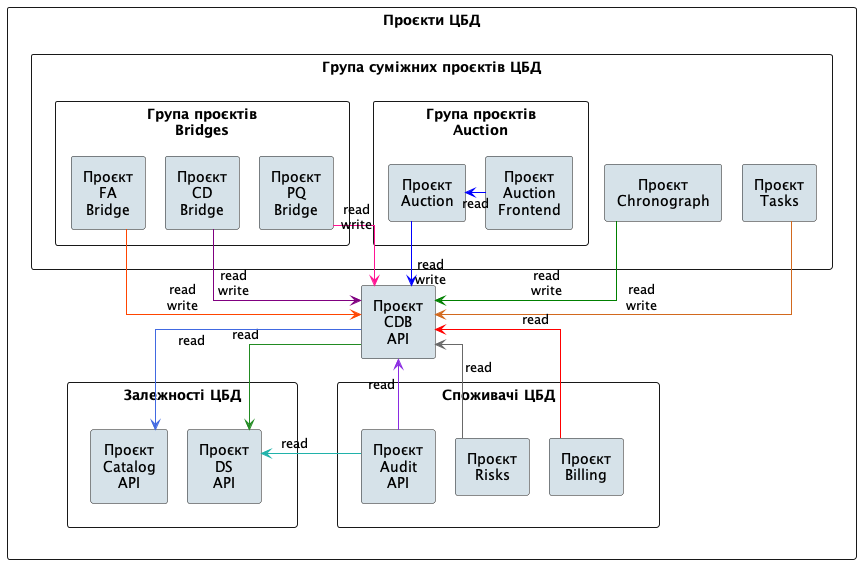 Проєкти ЦБД
Група суміжних проєктів ЦБД
Група проєктів
Bridges
Група проєктів
Auction
Проєкт
FA
Bridge
Проєкт
CD
Bridge
Проєкт
PQ
Bridge
Проєкт
Auction
Проєкт
Auction
Frontend
Проєкт
Chronograph
Проєкт
Tasks
read
read
write
read
write
read
write
read
write
read
write
read
write
Проєкт
CDB
API
read
read
read
read
read
Залежності ЦБД
Споживачі ЦБД
Проєкт
Catalog
API
Проєкт
DS
API
read
Проєкт
Audit
API
Проєкт
Risks
Проєкт
Billing